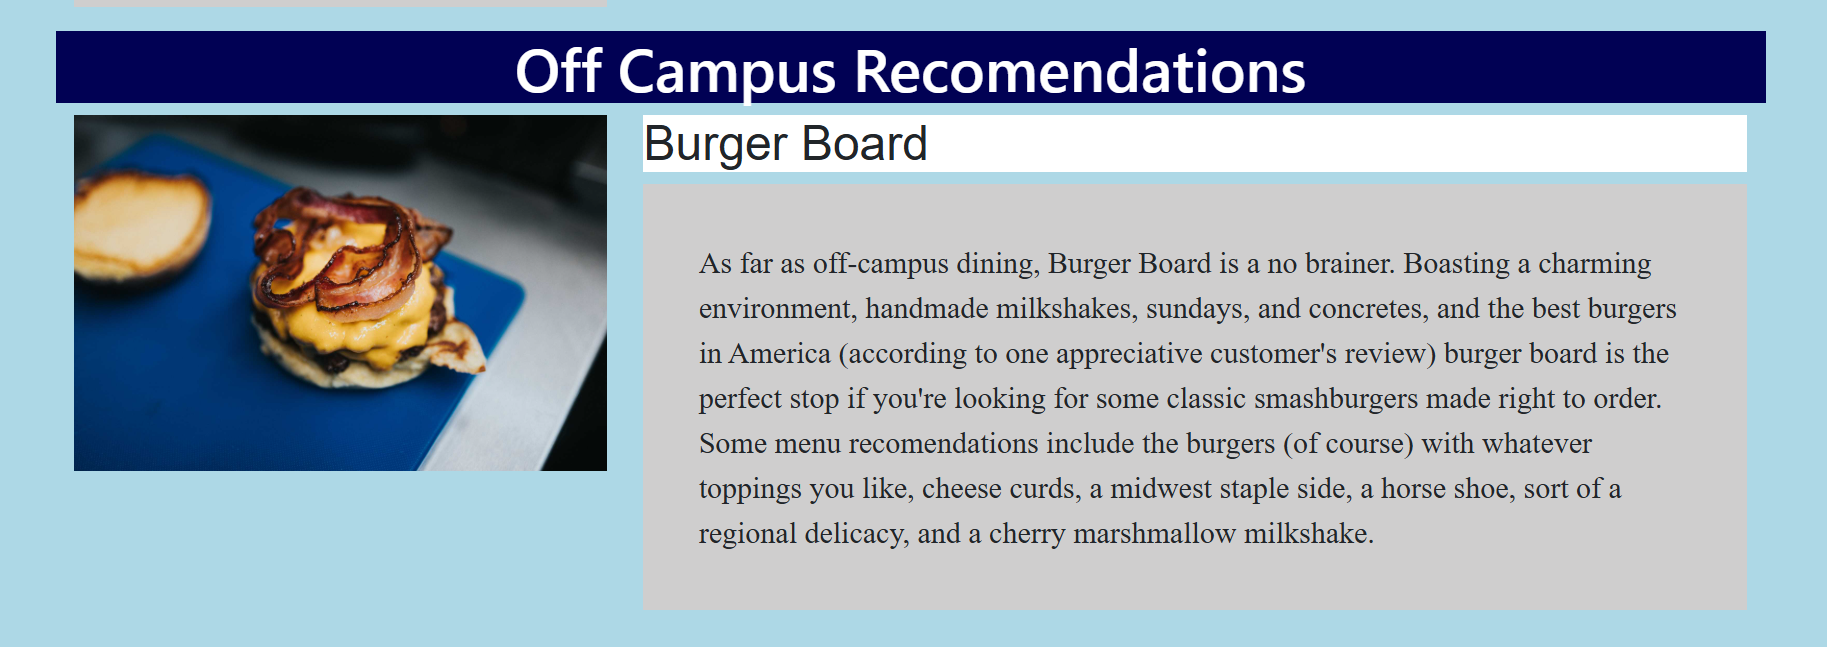 Off Campus Recomendations
Burger Board
As far as off-campus dining, Burger Board is a no brainer. Boasting a charming
environment, handmade milkshakes, sundays, and concretes, and the best burgers
in America (according to one appreciative customer's review) burger board is the
perfect stop if you're looking for some classic smashburgers made right to order.
Some menu recomendations include the burgers (of course) with whatever
toppings you like, cheese curds, a midwest staple side, a horse shoe, sort of a
regional delicacy, and a cherry marshmallow milkshake.